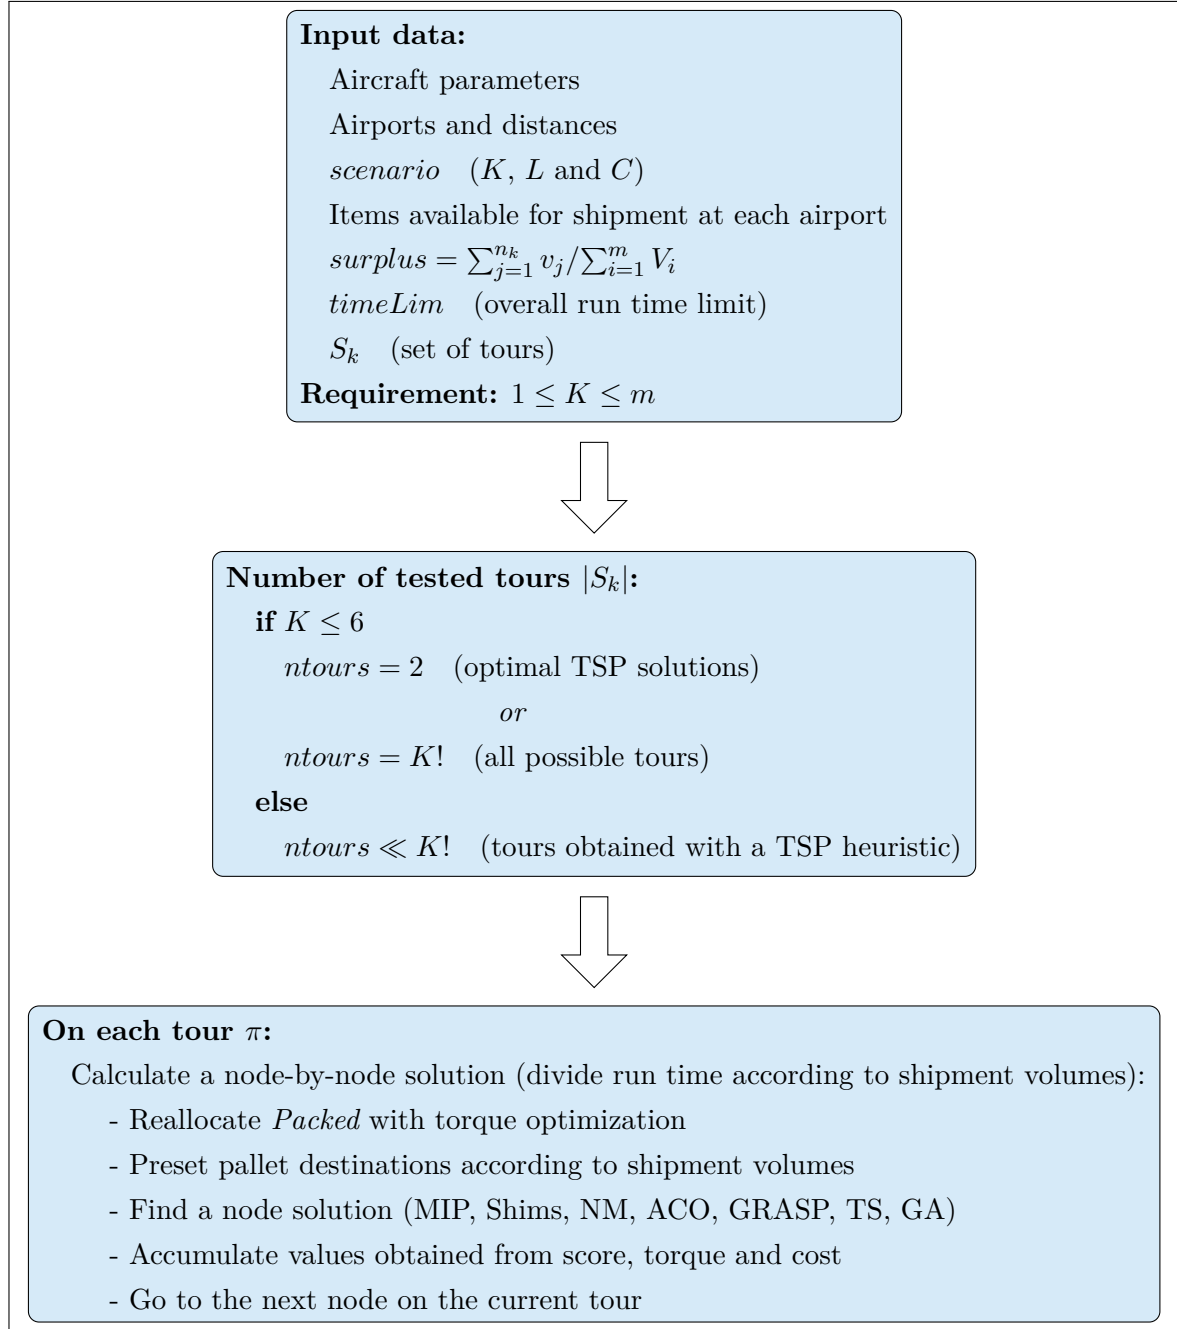 Input data:
Aircraft parameters
Airports and distances
scenario (K, L and C)
Items available for shipment at each airport
surplus = ∑_{j=1}^{n_k} v_j / ∑_{i=1}^{m} V_i
timeLim (overall run time limit)
S_k (set of tours)
Requirement: 1 ≤ K ≤ m
Number of tested tours |S_k|:
if K ≤ 6
ntours = 2 (optimal TSP solutions)
or
ntours = K! (all possible tours)
else
ntours ≪ K! (tours obtained with a TSP heuristic)
On each tour π:
Calculate a node-by-node solution (divide run time according to shipment volumes):
- Reallocate Packed with torque optimization
- Preset pallet destinations according to shipment volumes
- Find a node solution (MIP, Shims, NM, ACO, GRASP, TS, GA)
- Accumulate values obtained from score, torque and cost
- Go to the next node on the current tour